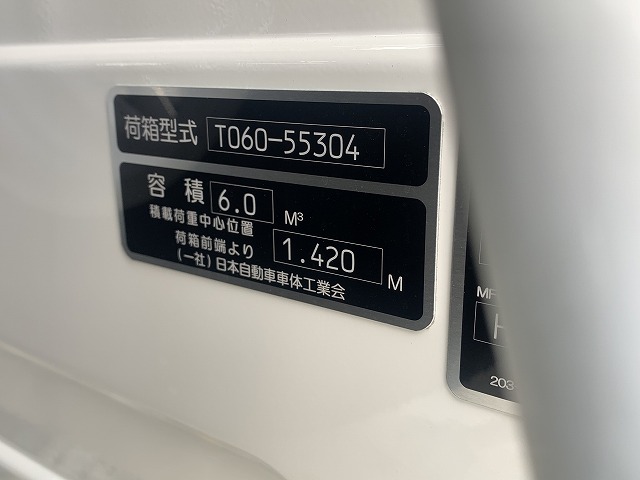 荷箱型式 T060-55304
容積 6.0 M³
積載荷重中心位置
荷箱前端より 1.420 M
(一社)日本自動車車体工業会
MF
203